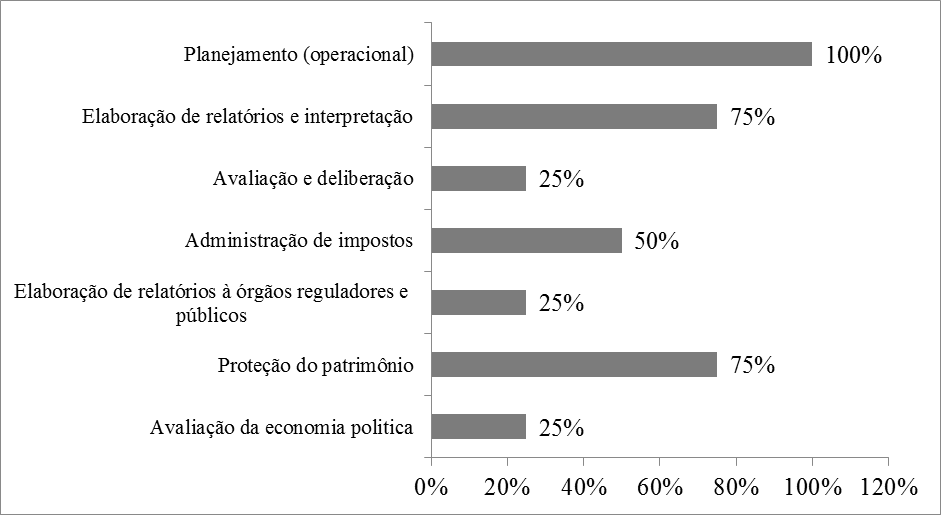 Planejamento (operacional)
100%
Elaboração de relatórios e interpretação
75%
Avaliação e deliberação
25%
Administração de impostos
50%
Elaboração de relatórios à órgãos reguladores e
públicos
25%
Proteção do patrimônio
75%
Avaliação da economia politica
25%
0% 20% 40% 60% 80% 100% 120%